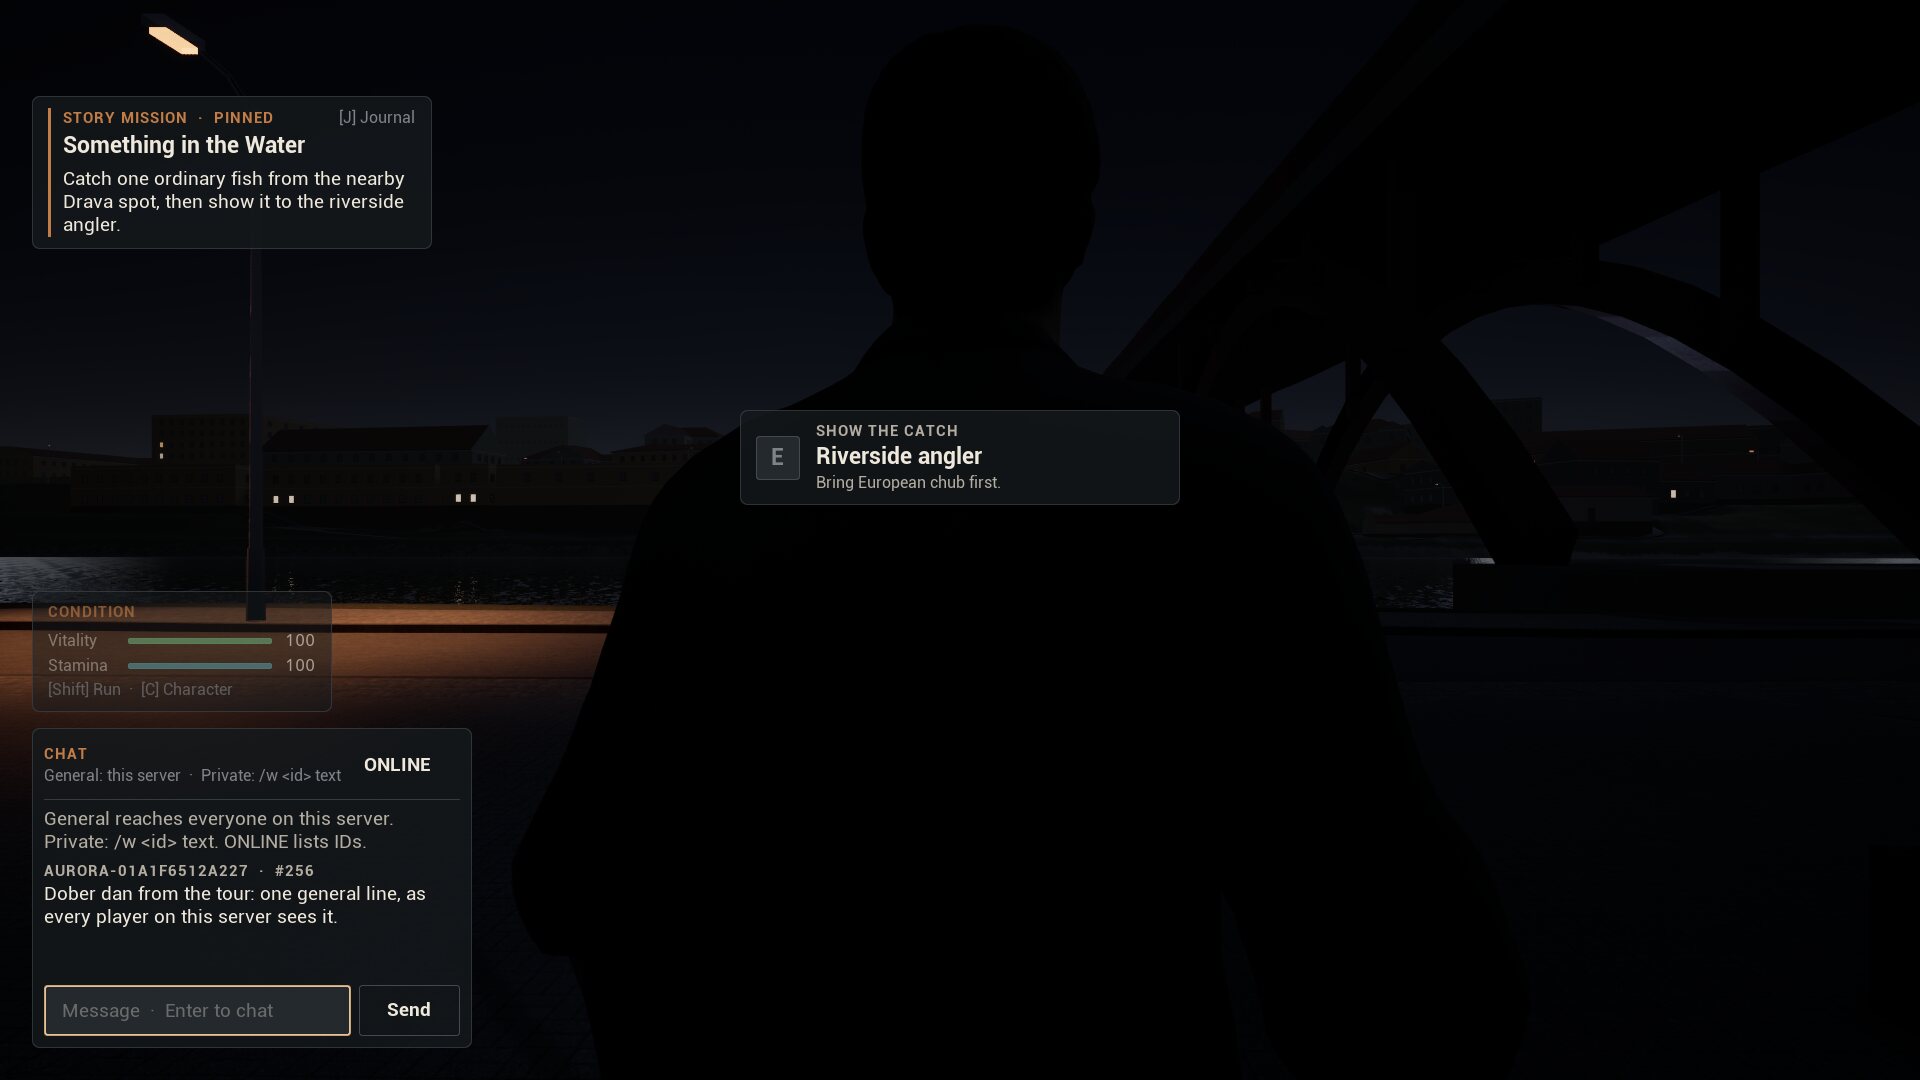 STORY MISSION · PINNED [J] Journal
Something in the Water
Catch one ordinary fish from the nearby
Drava spot, then show it to the riverside
angler.
E
SHOW THE CATCH
Riverside angler
Bring European chub first.
CONDITION
Vitality 100
Stamina 100
[Shift] Run · [C] Character
CHAT
General: this server · Private: /w <id> text
ONLINE
General reaches everyone on this server.
Private: /w <id> text. ONLINE lists IDs.
AURORA-01A1F6512A227 · #256
Dober dan from the tour: one general line, as
every player on this server sees it.
Message · Enter to chat
Send